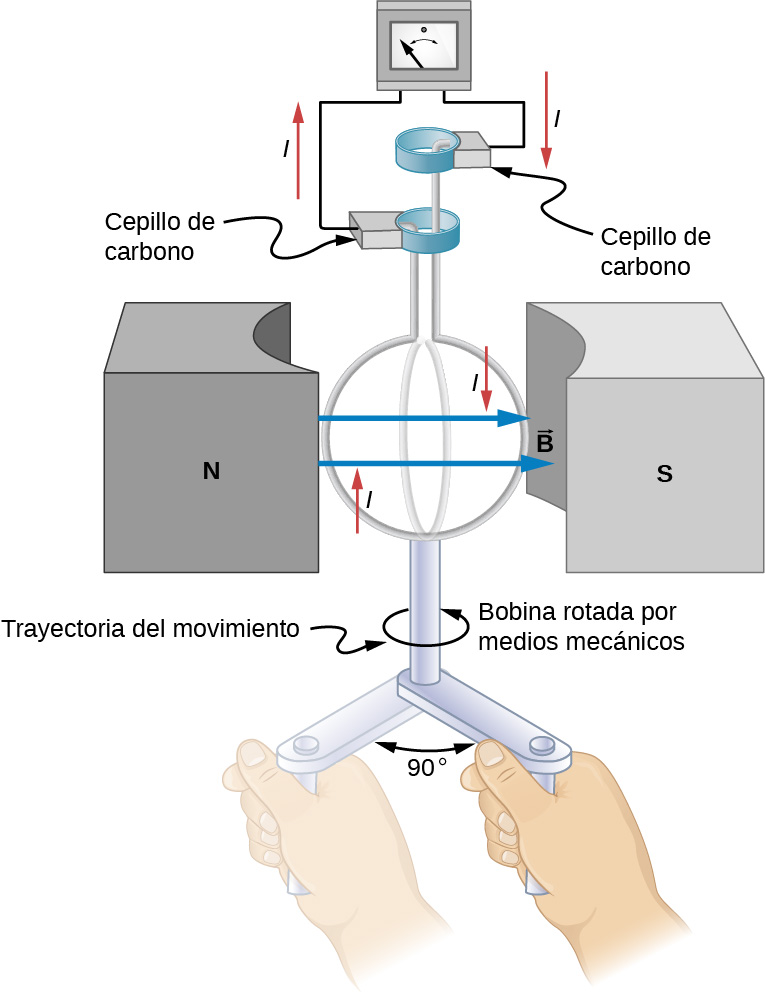 I
I
Cepillo de
carbono
Cepillo de
carbono
I
B
N
S
I
Trayectoria del movimiento
Bobina rotada por
medios mecánicos
90°